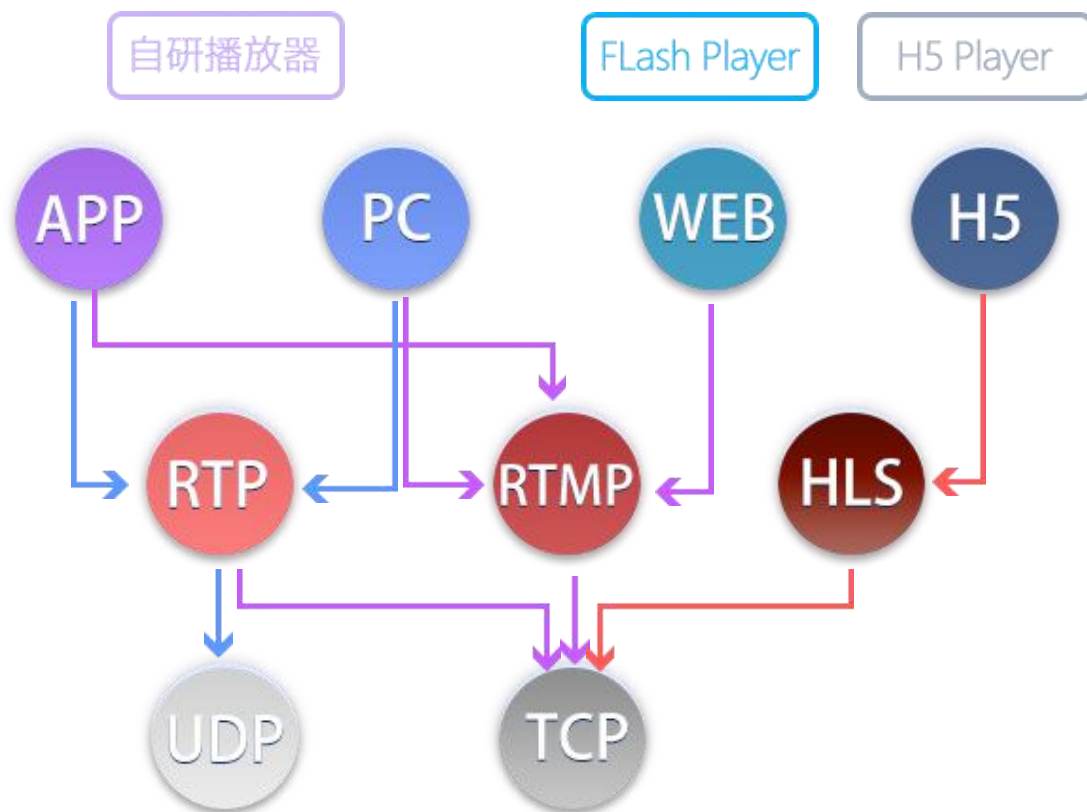 自研播放器
FLash Player
H5 Player
APP
PC
WEB
H5
RTP
RTMP
HLS
UDP
TCP